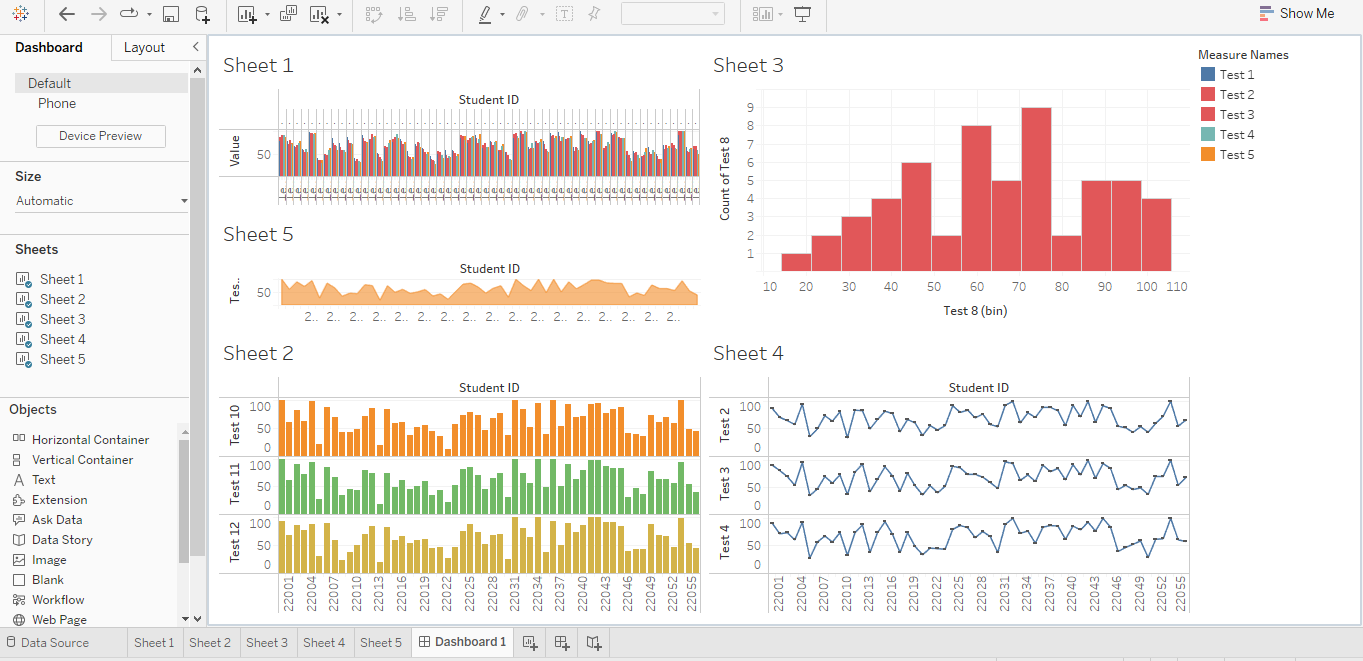 Show Me
Dashboard
Layout
Default
Phone
Device Preview
Size
Automatic
Sheets
Sheet 1
Sheet 2
Sheet 3
Sheet 4
Sheet 5
Objects
Horizontal Container
Vertical Container
Text
Extension
Ask Data
Data Story
Image
Blank
Workflow
Web Page
Sheet 1
Student ID
Value
50
Sheet 5
Student ID
Tes..
50
2.. 2.. 2.. 2.. 2.. 2.. 2.. 2.. 2.. 2.. 2.. 2.. 2.. 2.. 2.. 2.. 2..
Sheet 3
Count of Test 8
9
8
7
6
5
4
3
2
1
10 20 30 40 50 60 70 80 90 100 110
Test 8 (bin)
Measure Names
Test 1
Test 2
Test 3
Test 4
Test 5
Sheet 2
Student ID
Test 10
100
50
0
Test 11
100
50
0
Test 12
100
50
0
22001 22004 22007 22010 22013 22016 22019 22022 22025 22028 22031 22034 22037 22040 22043 22046 22049 22052 22055
Sheet 4
Student ID
Test 2
100
50
0
Test 3
100
50
0
Test 4
100
50
0
22001 22004 22007 22010 22013 22016 22019 22022 22025 22028 22031 22034 22037 22040 22043 22046 22049 22052 22055
Data Source Sheet 1 Sheet 2 Sheet 3 Sheet 4 Sheet 5 Dashboard 1